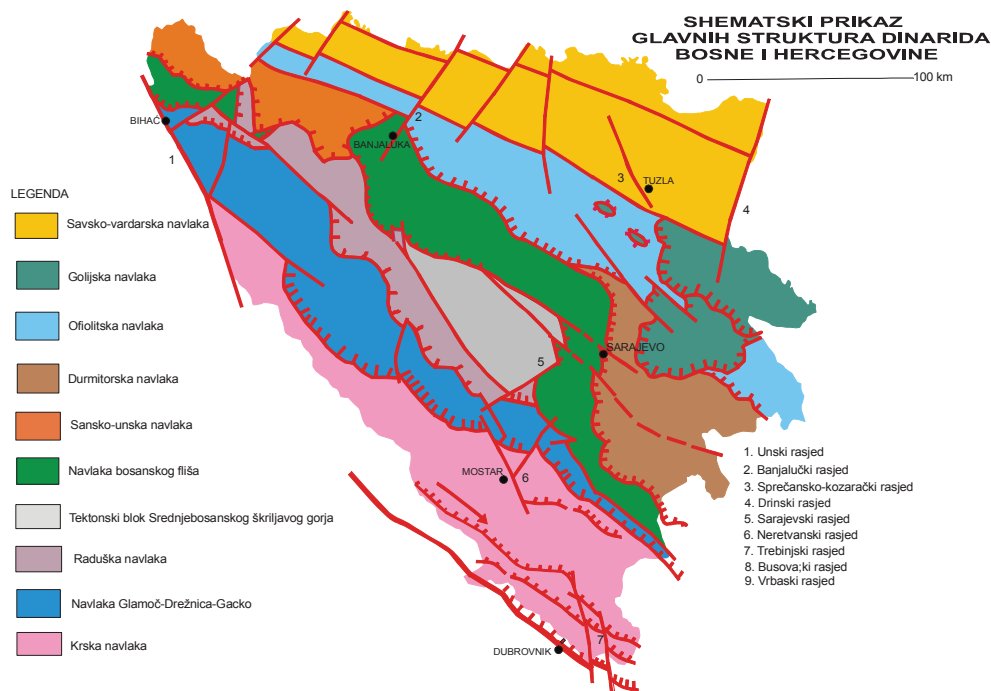 SHEMATSKI PRIKAZ
GLAVNIH STRUKTURA DINARIDA
BOSNE I HERCEGOVINE
0 100 km
BIHAĆ
1
2
BANJALUKA
3
TUZLA
4
5
SARAJEVO
MOSTAR
6
7
DUBROVNIK
LEGENDA
Savsko-vardarska navlaka
Golijska navlaka
Ofiolitska navlaka
Durmitorska navlaka
Sansko-unska navlaka
Navlaka bosanskog fliša
Tektonski blok Srednjebosanskog škriljavog gorja
Raduška navlaka
Navlaka Glamoč-Drežnica-Gacko
Krska navlaka
1. Unski rasjed
2. Banjalučki rasjed
3. Sprečansko-kozarački rasjed
4. Drinski rasjed
5. Sarajevski rasjed
6. Neretvanski rasjed
7. Trebinjski rasjed
8. Busova;ki rasjed
9. Vrbaski rasjed